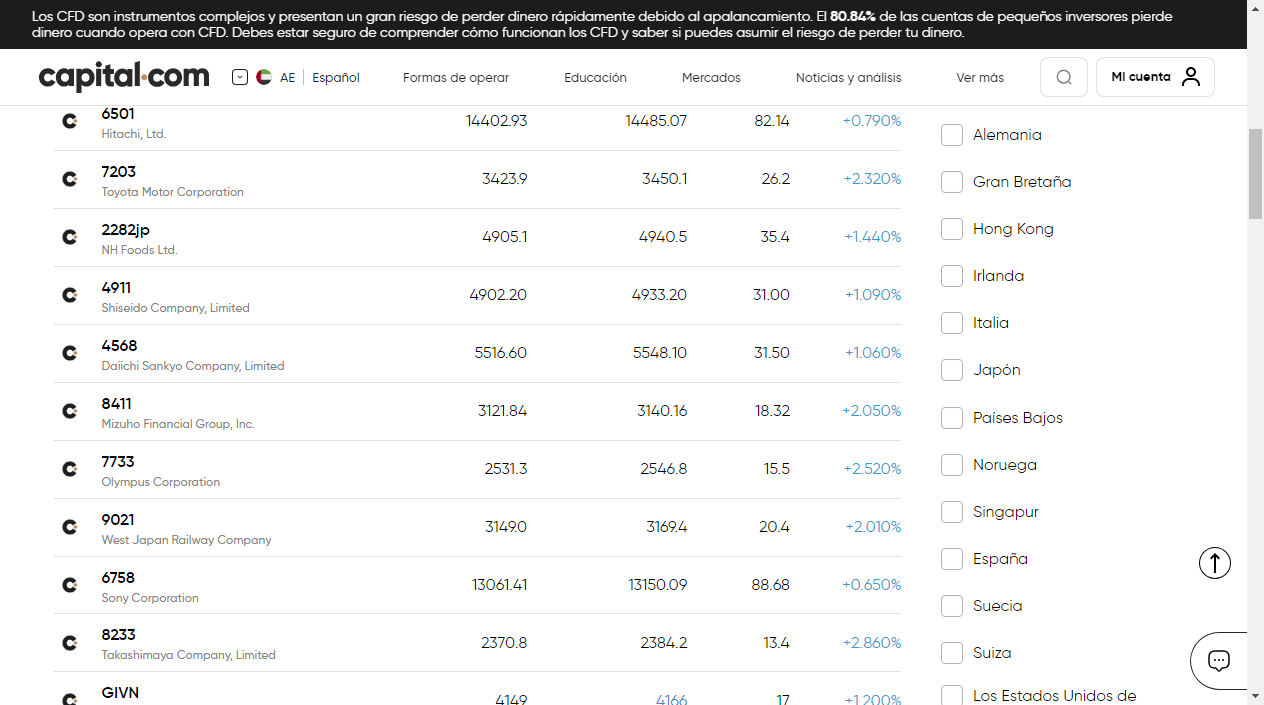 Los CFD son instrumentos complejos y presentan un gran riesgo de perder dinero rápidamente debido al apalancamiento. El 80.84% de las cuentas de pequeños inversores pierde
dinero cuando opera con CFD. Debes estar seguro de comprender cómo funcionan los CFD y saber si puedes asumir el riesgo de perder tu dinero.
capital.com AE Español Formas de operar Educación Mercados Noticias y análisis Ver más Mi cuenta
6501 14402.93 14485.07 82.14 +0.790%
Hitachi, Ltd.
7203 3423.9 3450.1 26.2 +2.320%
Toyota Motor Corporation
2282jp 4905.1 4940.5 35.4 +1.440%
NH Foods Ltd.
4911 4902.20 4933.20 31.00 +1.090%
Shiseido Company, Limited
4568 5516.60 5548.10 31.50 +1.060%
Daiichi Sankyo Company, Limited
8411 3121.84 3140.16 18.32 +2.050%
Mizuho Financial Group, Inc.
7733 2531.3 2546.8 15.5 +2.520%
Olympus Corporation
9021 3149.0 3169.4 20.4 +2.010%
West Japan Railway Company
6758 13061.41 13150.09 88.68 +0.650%
Sony Corporation
8233 2370.8 2384.2 13.4 +2.860%
Takashimaya Company, Limited
GIVN 4149 4166 17 +1.200%
Alemania
Gran Bretaña
Hong Kong
Irlanda
Italia
Japón
Países Bajos
Noruega
Singapur
España
Suecia
Suiza
Los Estados Unidos de